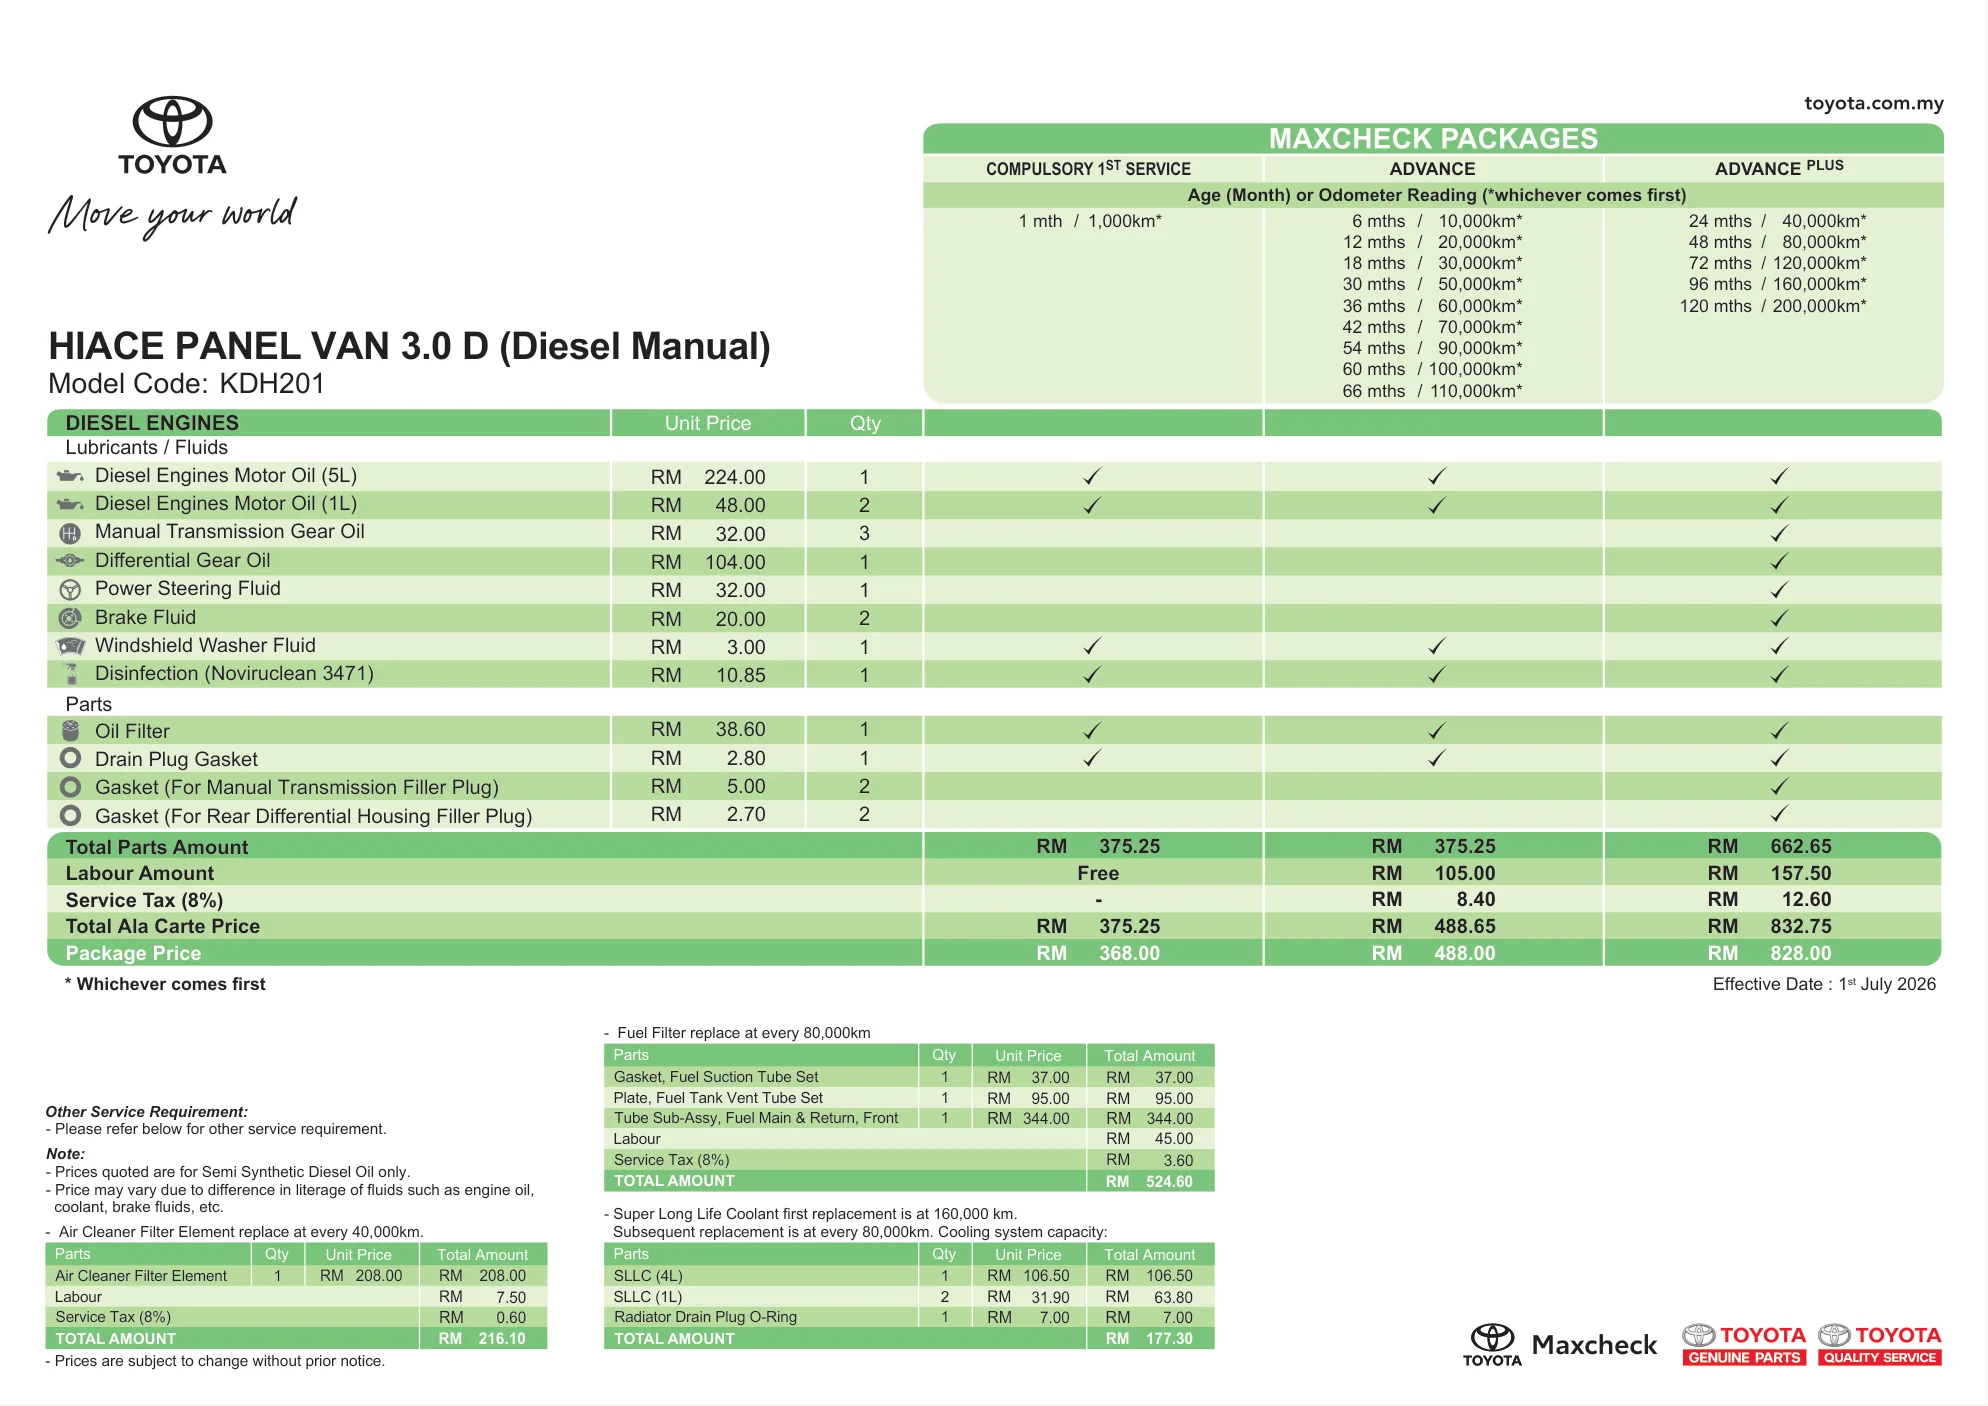 toyota.com.my
TOYOTA
Move your world
MAXCHECK PACKAGES
COMPULSORY 1ST SERVICE ADVANCE ADVANCE PLUS
Age (Month) or Odometer Reading (*whichever comes first)
1 mth / 1,000km* 6 mths / 10,000km* 24 mths / 40,000km*
12 mths / 20,000km* 48 mths / 80,000km*
18 mths / 30,000km* 72 mths / 120,000km*
30 mths / 50,000km* 96 mths / 160,000km*
36 mths / 60,000km* 120 mths / 200,000km*
42 mths / 70,000km*
54 mths / 90,000km*
60 mths / 100,000km*
66 mths / 110,000km*
HIACE PANEL VAN 3.0 D (Diesel Manual)
Model Code: KDH201
DIESEL ENGINES Unit Price Qty
Lubricants / Fluids
Diesel Engines Motor Oil (5L) RM 224.00 1 ✓ ✓ ✓
Diesel Engines Motor Oil (1L) RM 48.00 2 ✓ ✓ ✓
Manual Transmission Gear Oil RM 32.00 3 ✓
Differential Gear Oil RM 104.00 1 ✓
Power Steering Fluid RM 32.00 1 ✓
Brake Fluid RM 20.00 2 ✓
Windshield Washer Fluid RM 3.00 1 ✓ ✓ ✓
Disinfection (Noviruclean 3471) RM 10.85 1 ✓ ✓ ✓
Parts
Oil Filter RM 38.60 1 ✓ ✓ ✓
Drain Plug Gasket RM 2.80 1 ✓ ✓ ✓
Gasket (For Manual Transmission Filler Plug) RM 5.00 2 ✓
Gasket (For Rear Differential Housing Filler Plug) RM 2.70 2 ✓
Total Parts Amount RM 375.25 RM 375.25 RM 662.65
Labour Amount Free RM 105.00 RM 157.50
Service Tax (8%) - RM 8.40 RM 12.60
Total Ala Carte Price RM 375.25 RM 488.65 RM 832.75
Package Price RM 368.00 RM 488.00 RM 828.00
* Whichever comes first
Effective Date : 1st July 2026
Other Service Requirement:
- Please refer below for other service requirement.
Note:
- Prices quoted are for Semi Synthetic Diesel Oil only.
- Price may vary due to difference in literage of fluids such as engine oil,
coolant, brake fluids, etc.
- Air Cleaner Filter Element replace at every 40,000km.
Parts Qty Unit Price Total Amount
Air Cleaner Filter Element 1 RM 208.00 RM 208.00
Labour RM 7.50
Service Tax (8%) RM 0.60
TOTAL AMOUNT RM 216.10
- Prices are subject to change without prior notice.
- Fuel Filter replace at every 80,000km
Parts Qty Unit Price Total Amount
Gasket, Fuel Suction Tube Set 1 RM 37.00 RM 37.00
Plate, Fuel Tank Vent Tube Set 1 RM 95.00 RM 95.00
Tube Sub-Assy, Fuel Main & Return, Front 1 RM 344.00 RM 344.00
Labour RM 45.00
Service Tax (8%) RM 3.60
TOTAL AMOUNT RM 524.60
- Super Long Life Coolant first replacement is at 160,000 km.
Subsequent replacement is at every 80,000km. Cooling system capacity:
Parts Qty Unit Price Total Amount
SLLC (4L) 1 RM 106.50 RM 106.50
SLLC (1L) 2 RM 31.90 RM 63.80
Radiator Drain Plug O-Ring 1 RM 7.00 RM 7.00
TOTAL AMOUNT RM 177.30
TOYOTA Maxcheck
TOYOTA GENUINE PARTS
TOYOTA QUALITY SERVICE